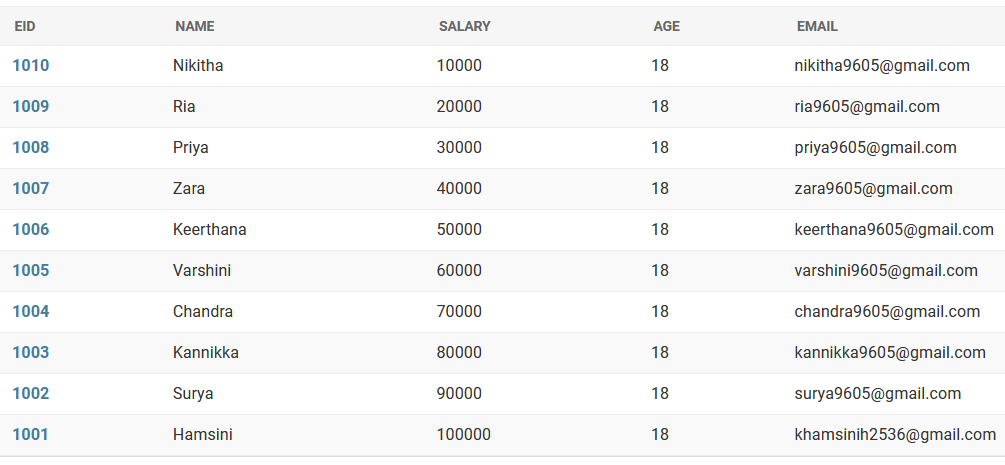 EID NAME SALARY AGE EMAIL
1010 Nikitha 10000 18 nikitha9605@gmail.com
1009 Ria 20000 18 ria9605@gmail.com
1008 Priya 30000 18 priya9605@gmail.com
1007 Zara 40000 18 zara9605@gmail.com
1006 Keerthana 50000 18 keerthana9605@gmail.com
1005 Varshini 60000 18 varshini9605@gmail.com
1004 Chandra 70000 18 chandra9605@gmail.com
1003 Kannikka 80000 18 kannikka9605@gmail.com
1002 Surya 90000 18 surya9605@gmail.com
1001 Hamsini 100000 18 khamsinih2536@gmail.com